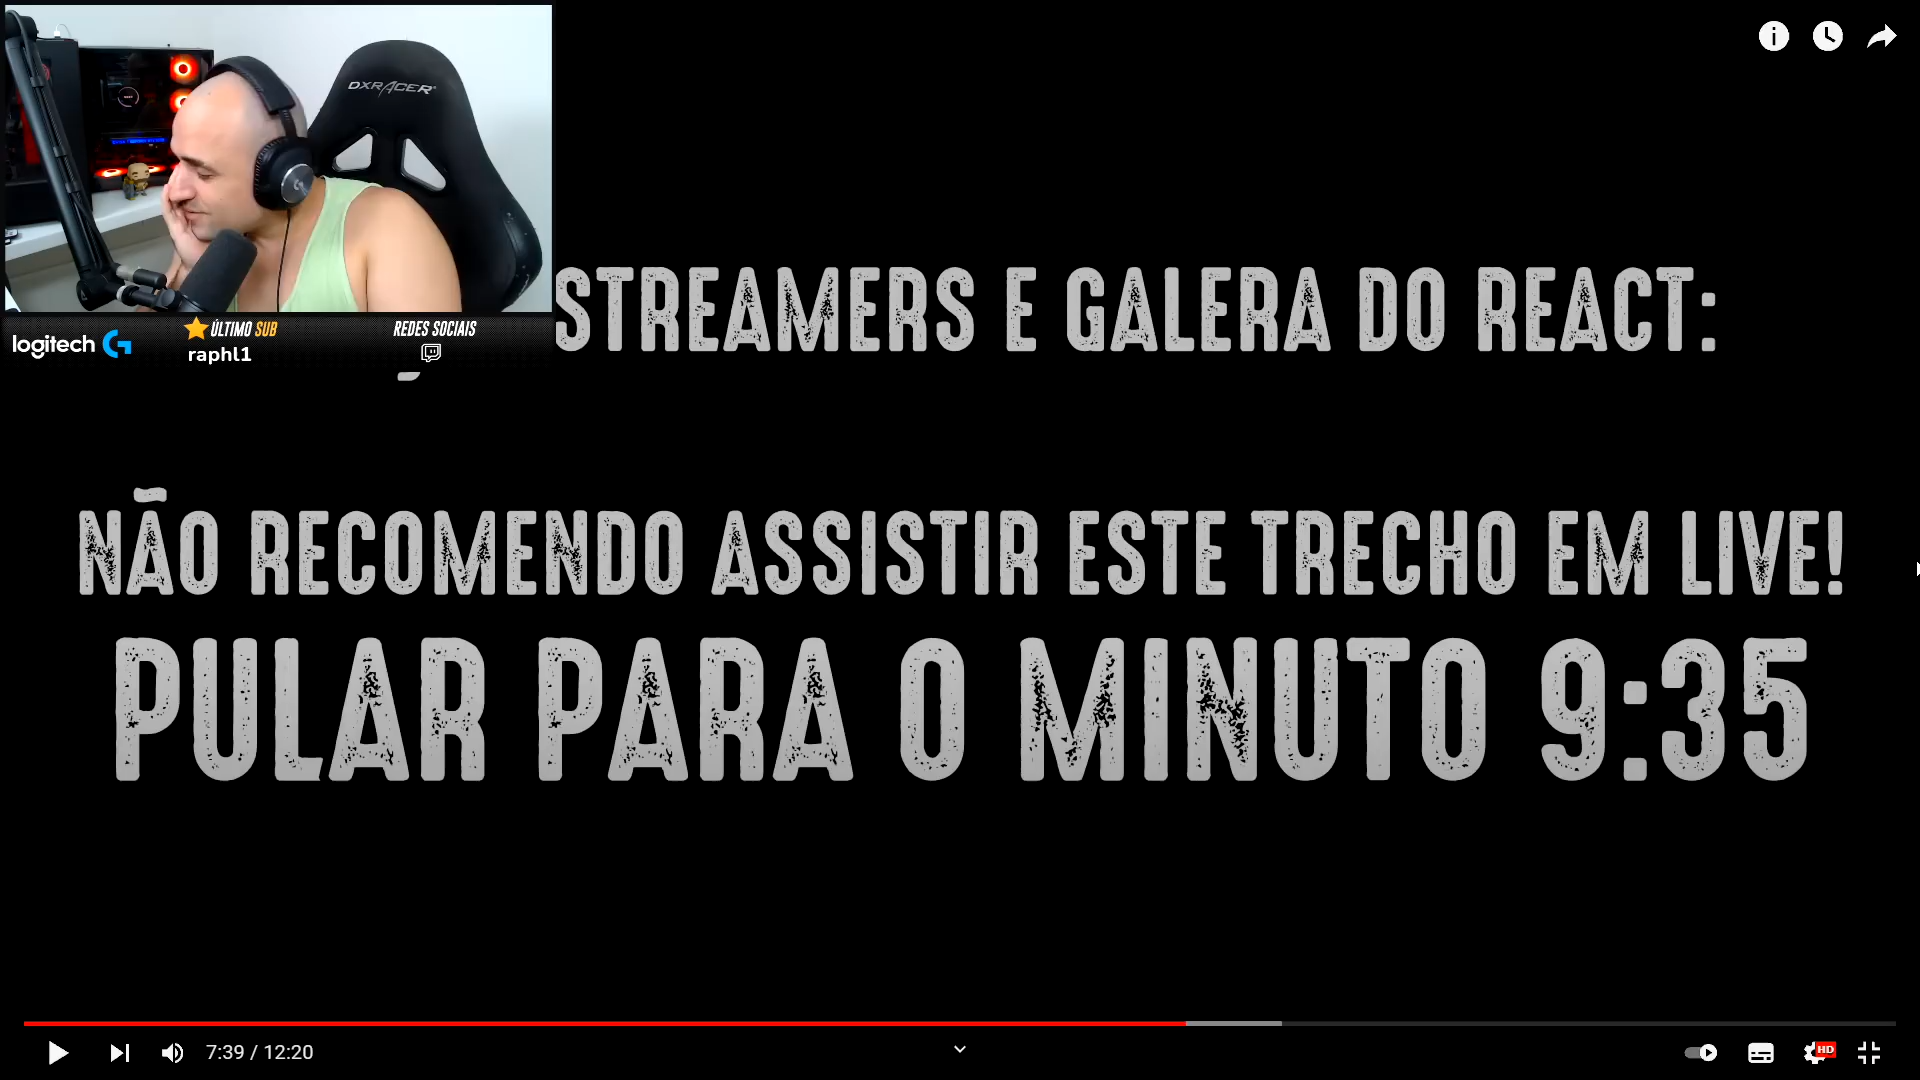 DXRACER
logitech G
ÚLTIMO SUB
raphl1
REDES SOCIAIS
STREAMERS E GALERA DO REACT:
NÃO RECOMENDO ASSISTIR ESTE TRECHO EM LIVE!
PULAR PARA O MINUTO 9:35
7:39 / 12:20
HD